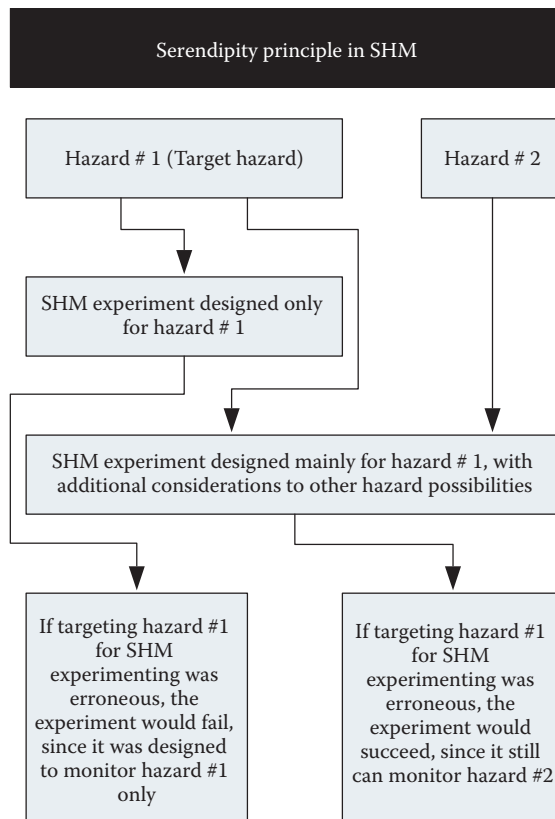 Serendipity principle in SHM
Hazard # 1 (Target hazard)
Hazard # 2
SHM experiment designed only
for hazard # 1
SHM experiment designed mainly for hazard # 1, with
additional considerations to other hazard possibilities
If targeting hazard #1
for SHM
experimenting was
erroneous, the
experiment would fail,
since it was designed
to monitor hazard #1
only
If targeting hazard #1
for SHM
experimenting was
erroneous, the
experiment would
succeed, since it still
can monitor hazard #2